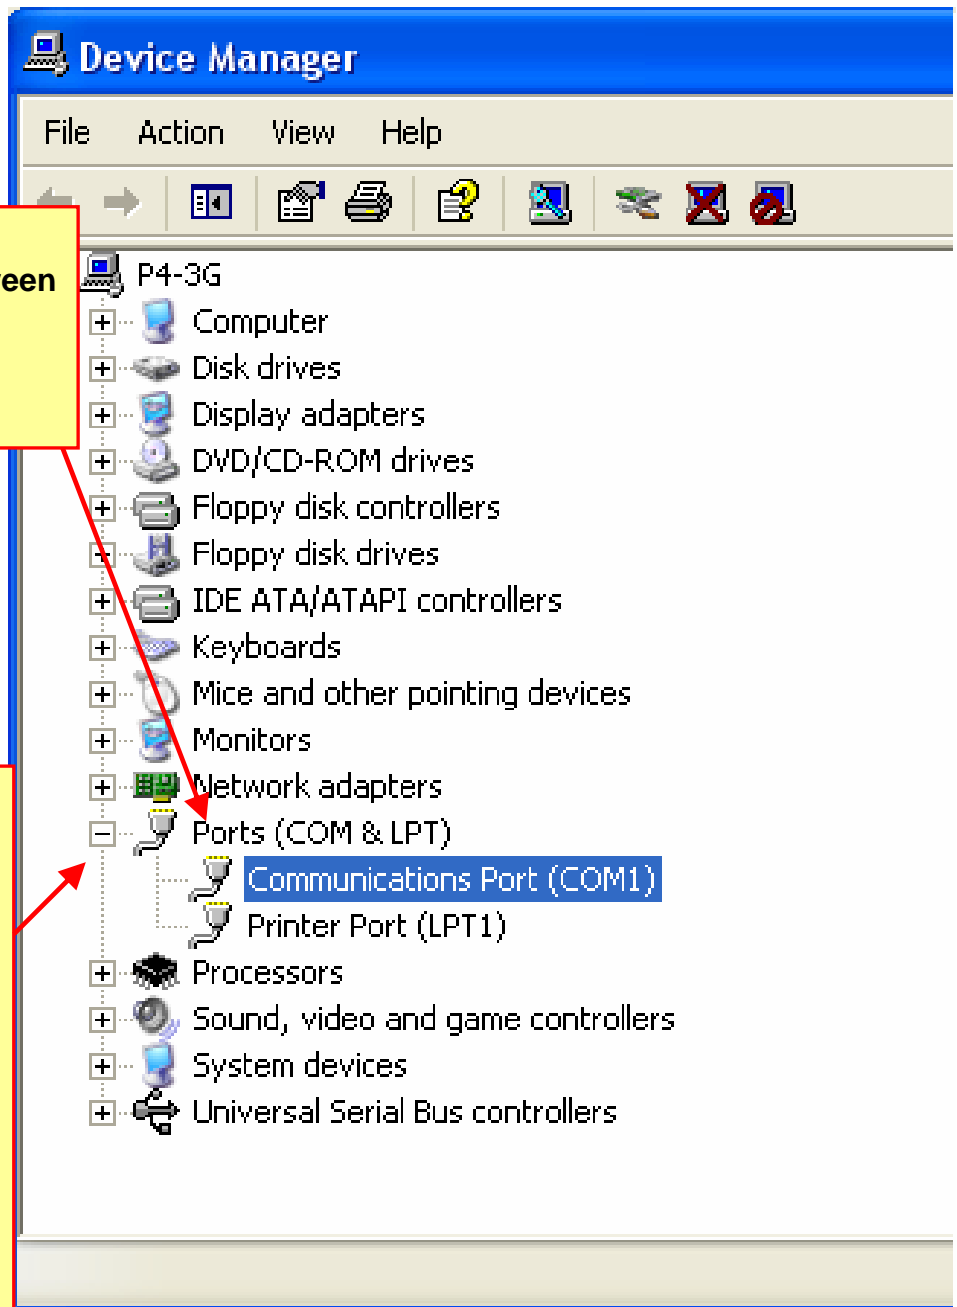 Device Manager
File Action View Help
P4-3G
Computer
Disk drives
Display adapters
DVD/CD-ROM drives
Floppy disk controllers
Floppy disk drives
IDE ATA/ATAPI controllers
Keyboards
Mice and other pointing devices
Monitors
Network adapters
Ports (COM & LPT)
Communications Port (COM1)
Printer Port (LPT1)
Processors
Sound, video and game controllers
System devices
Universal Serial Bus controllers